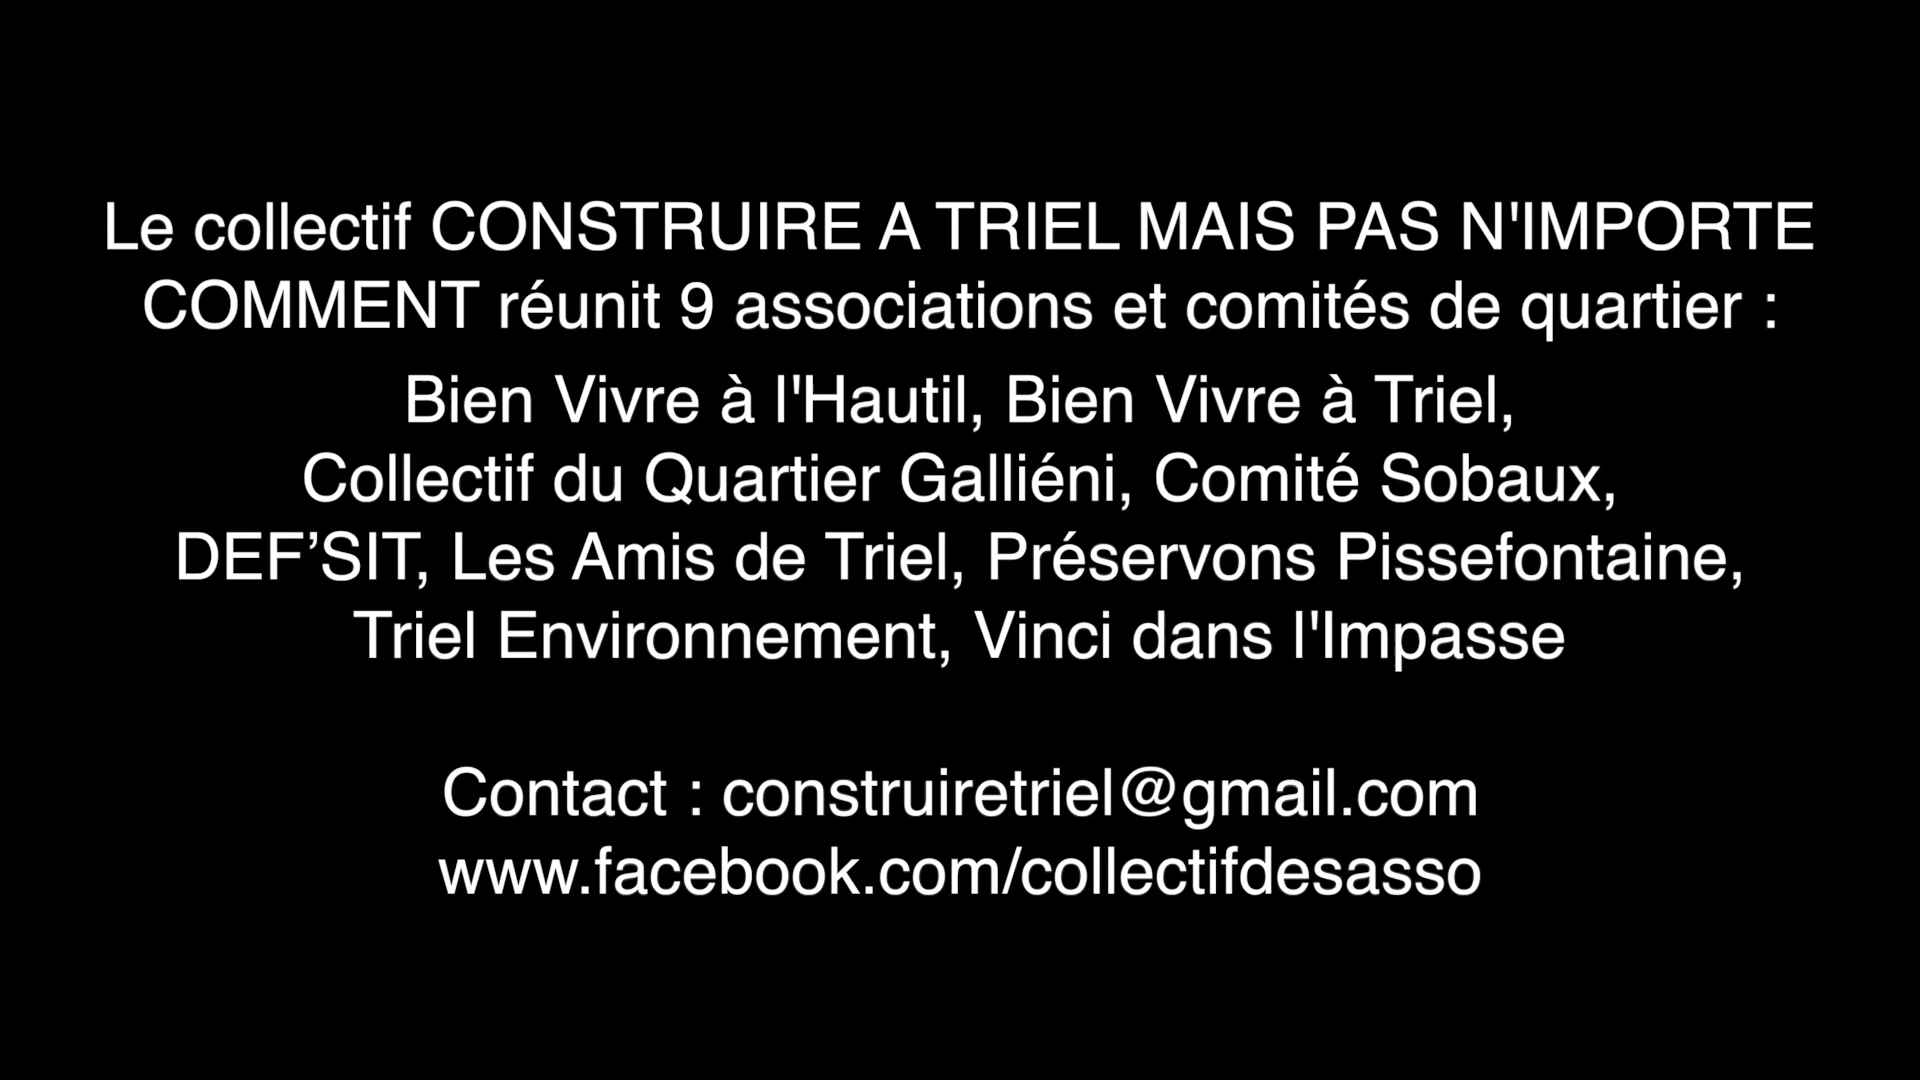 Le collectif CONSTRUIRE A TRIEL MAIS PAS N'IMPORTE
COMMENT réunit 9 associations et comités de quartier :
Bien Vivre à l'Hautil, Bien Vivre à Triel,
Collectif du Quartier Galliéni, Comité Sobaux,
DEF’SIT, Les Amis de Triel, Préservons Pissefontaine,
Triel Environnement, Vinci dans l'Impasse
Contact : construiretriel@gmail.com
www.facebook.com/collectifdesasso